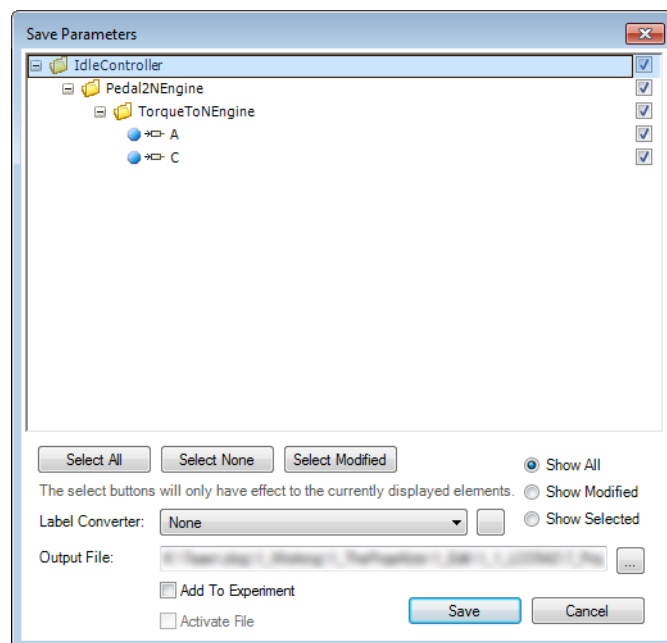 Save Parameters
IdleController
Pedal2NEngine
TorqueToNEngine
A
C
Select All Select None Select Modified
Show All
The select buttons will only have effect to the currently displayed elements.
Show Modified
Label Converter: None
Show Selected
Output File: ...
Add To Experiment
Activate File
Save Cancel